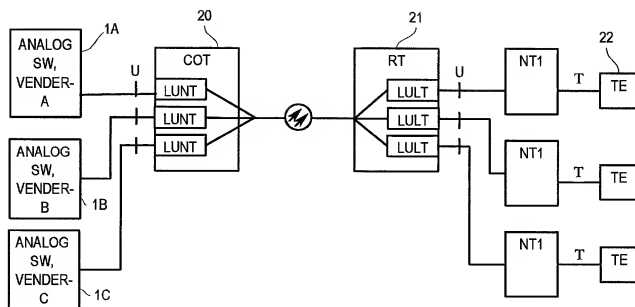 1A
ANALOG
SW,
VENDER-
A
U
20
COT
LUNT
LUNT
LUNT
ANALOG
SW,
VENDER-
B
1B
ANALOG
SW,
VENDER-
C
1C
21
RT
LULT
LULT
LULT
U
NT1
T
22
TE
NT1
T
TE
NT1
T
TE